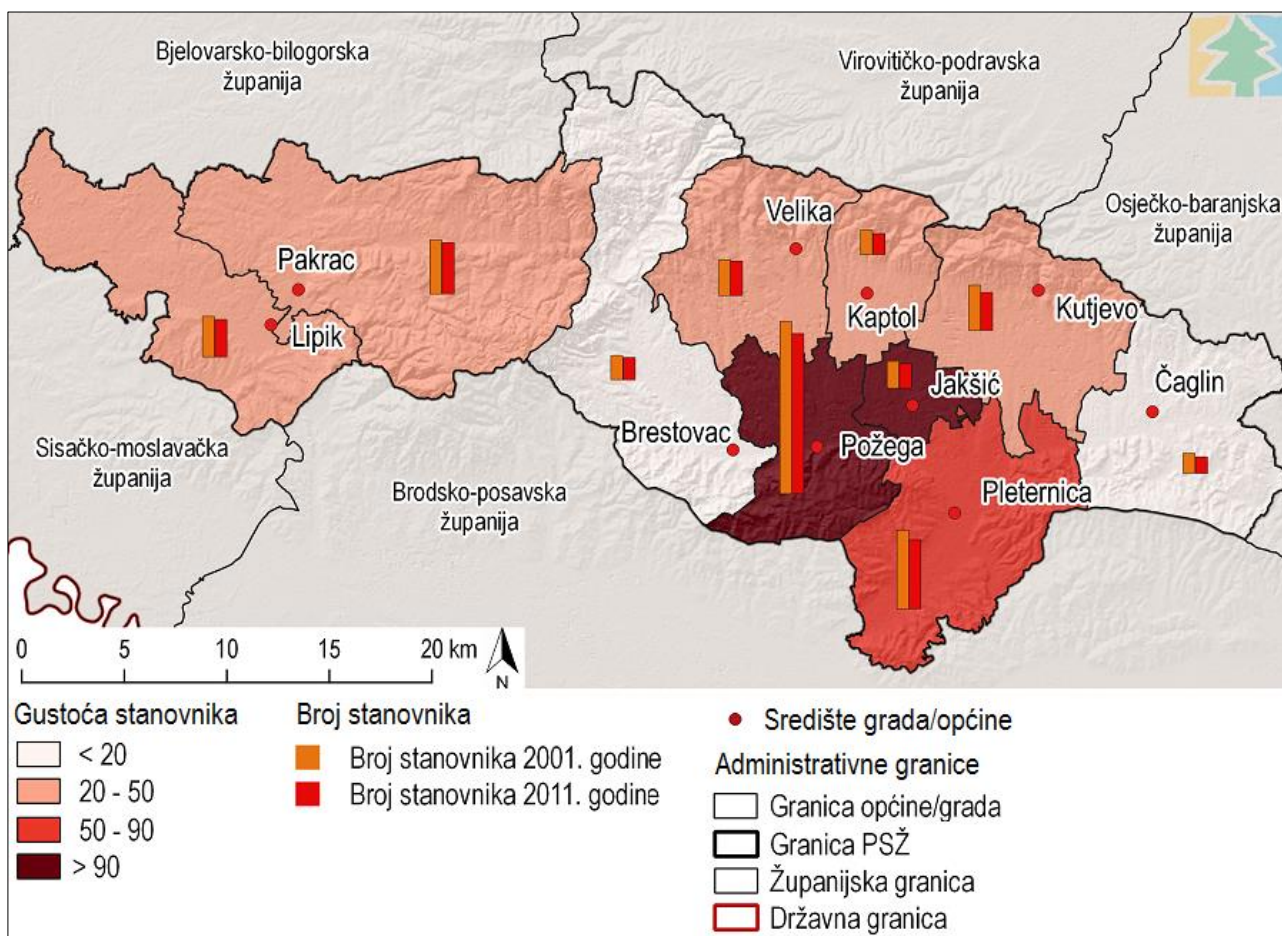 Bjelovarsko-bilogorska
županija
Virovitičko-podravska
županija
Osječko-baranjska
županija
Velika
Pakrac
Kaptol
Kutjevo
Lipik
Jakšić
Čaglin
Brestovac
Požega
Sisačko-moslavačka
županija
Brodsko-posavska
županija
Pleternica
0 5 10 20 km
N
Gustoća stanovnika
< 20
20 - 50
50 - 90
> 90
Broj stanovnika
Broj stanovnika 2001. godine
Broj stanovnika 2011. godine
Središte grada/općine
Administrativne granice
Granica općine/grada
Granica PSŽ
Županijska granica
Državna granica